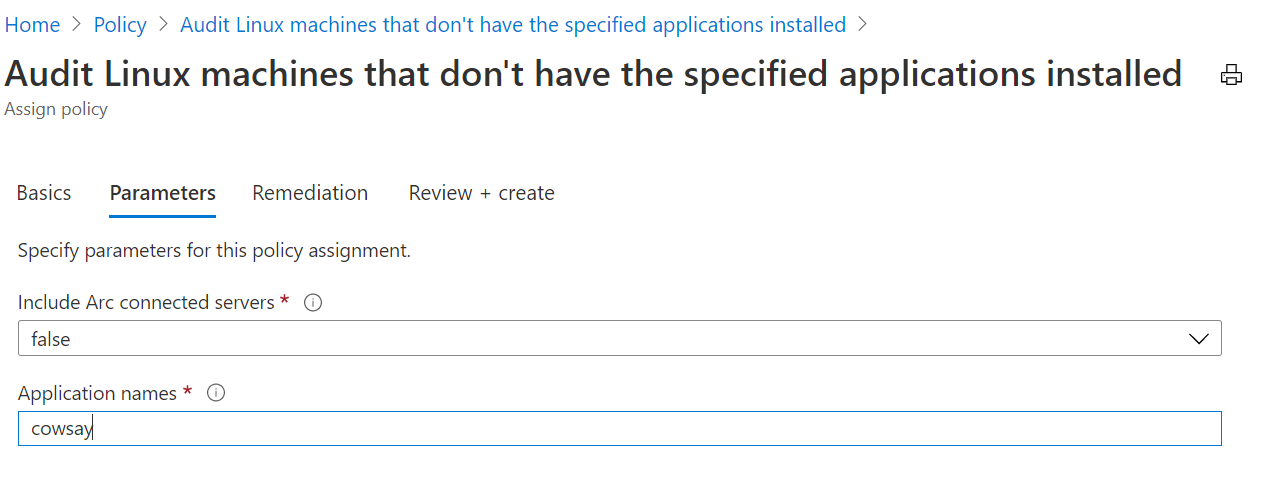 Home > Policy > Audit Linux machines that don't have the specified applications installed >
Audit Linux machines that don't have the specified applications installed
Assign policy
Basics Parameters Remediation Review + create
Specify parameters for this policy assignment.
Include Arc connected servers *
false
Application names *
cowsay